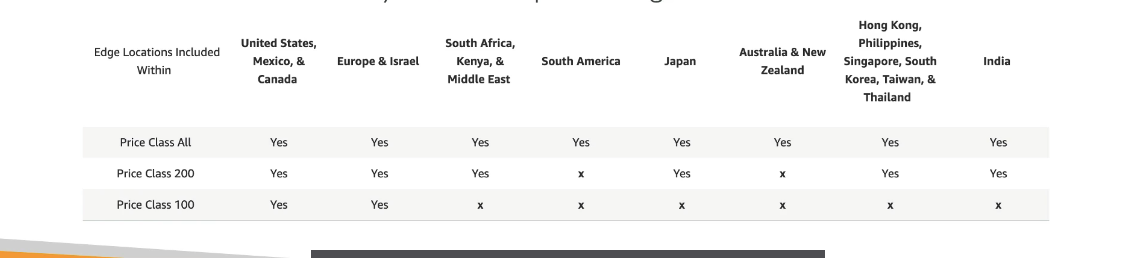 Edge Locations Included Within
United States, Mexico, & Canada
Europe & Israel
South Africa, Kenya, & Middle East
South America
Japan
Australia & New Zealand
Hong Kong, Philippines, Singapore, South Korea, Taiwan, & Thailand
India
Price Class All Yes Yes Yes Yes Yes Yes Yes Yes
Price Class 200 Yes Yes Yes x Yes x Yes Yes
Price Class 100 Yes Yes x x x x x x